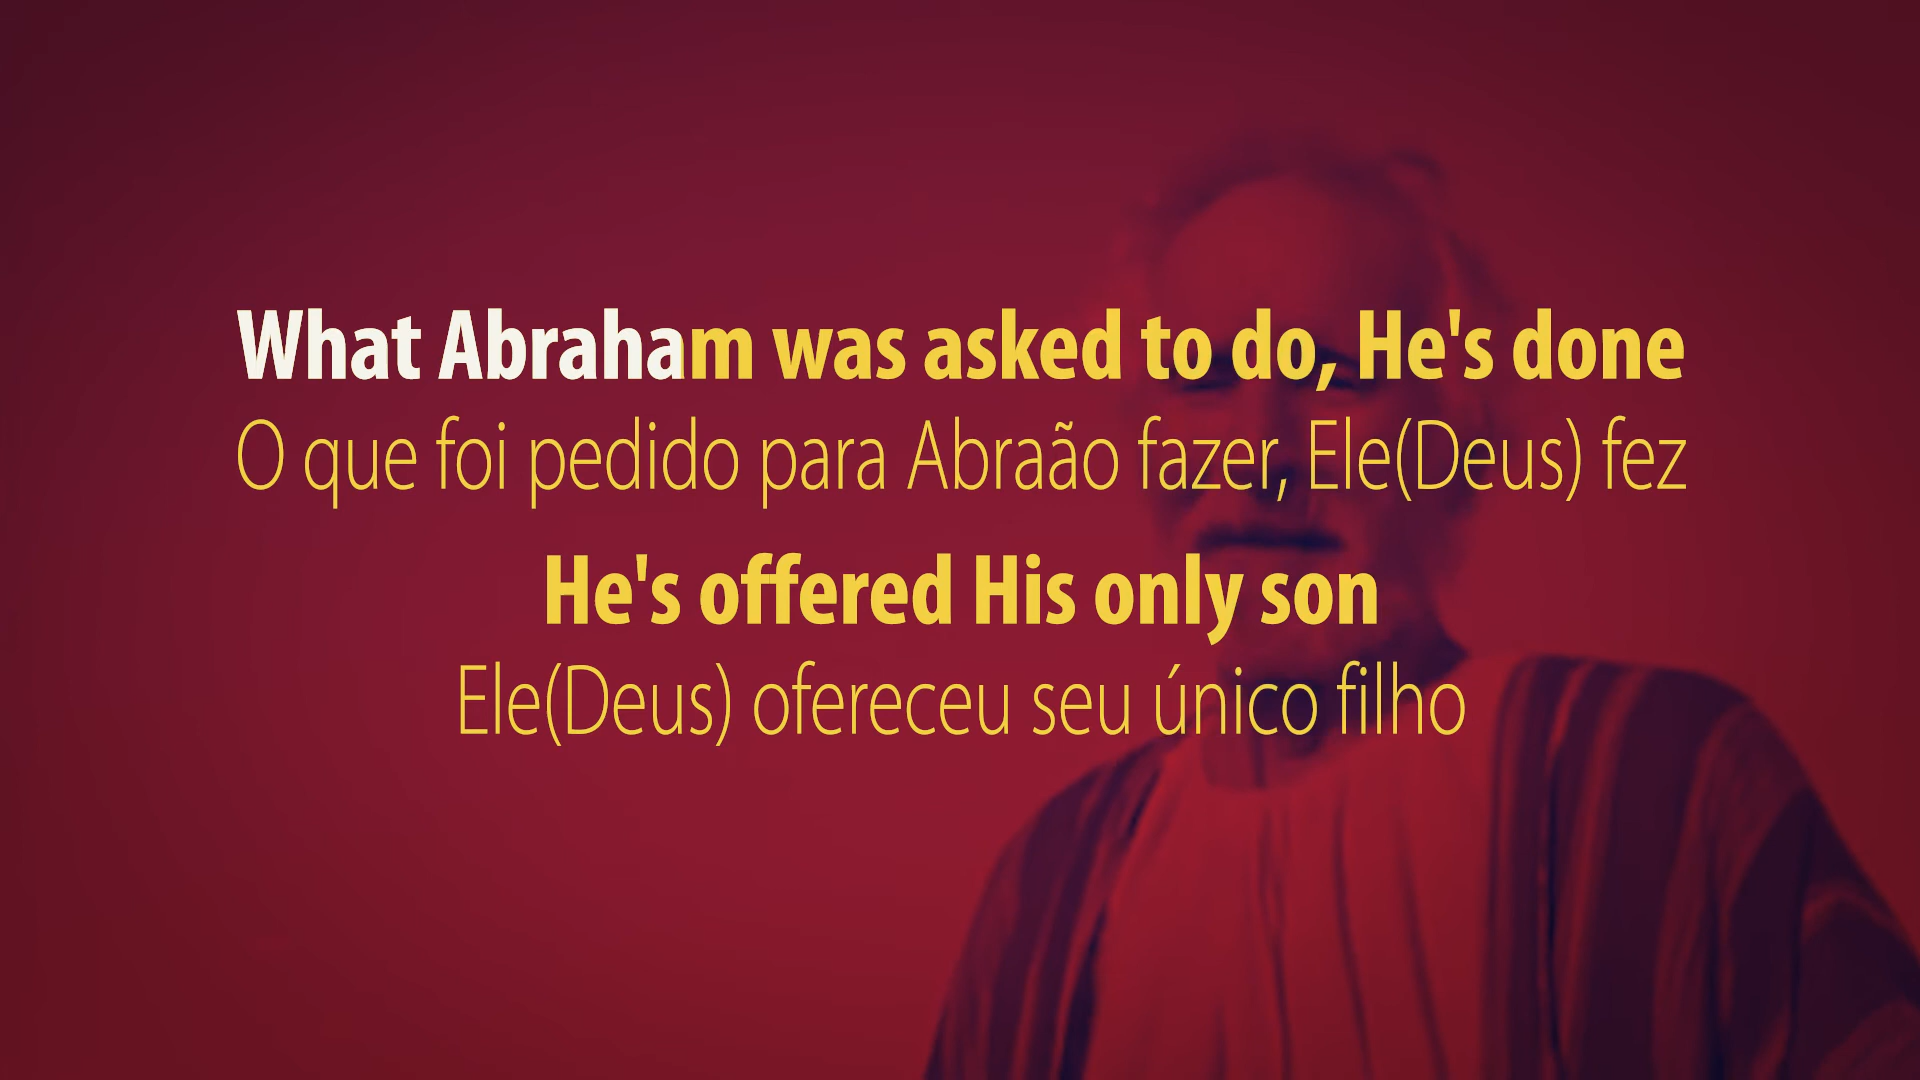 What Abraham was asked to do, He's done
O que foi pedido para Abraão fazer, Ele(Deus) fez
He's offered His only son
Ele(Deus) ofereceu seu único filho